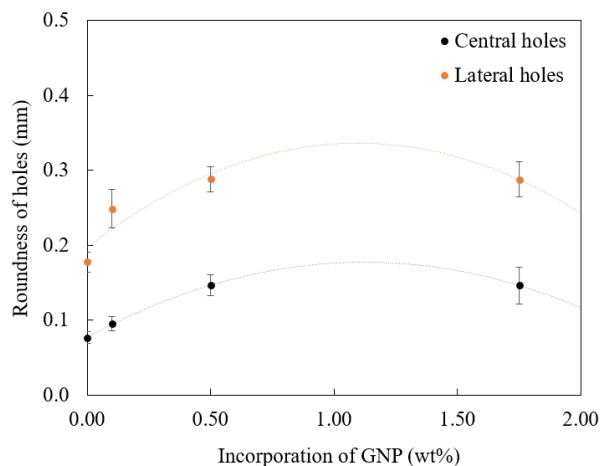 0.5
0.4
0.3
0.2
0.1
0.0
Roundness of holes (mm)
Central holes
Lateral holes
0.00
0.50
1.00
1.50
2.00
Incorporation of GNP (wt%)